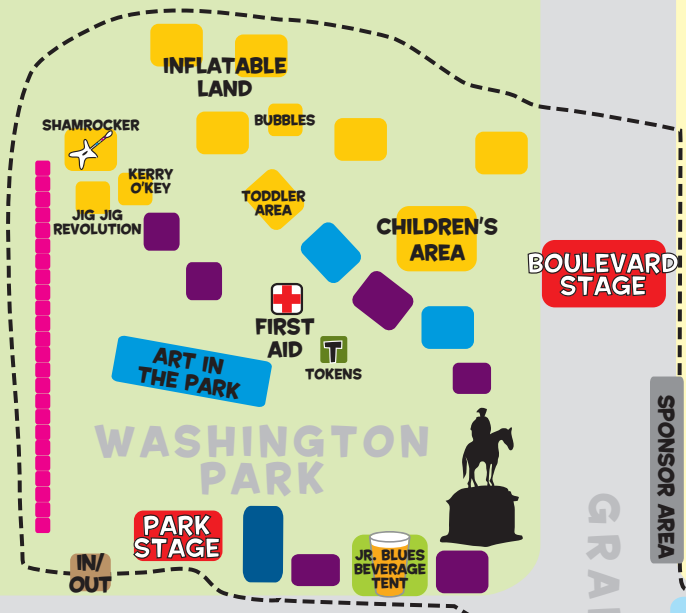 INFLATABLE
LAND
SHAMROCKER
BUBBLES
KERRY
O'KEY
JIG JIG
REVOLUTION
TODDLER
AREA
CHILDREN'S
AREA
BOULEVARD
STAGE
FIRST
AID
T
TOKENS
ART IN
THE PARK
WASHINGTON
PARK
SPONSOR AREA
GRA
PARK
STAGE
IN/
OUT
JR. BLUES
BEVERAGE
TENT